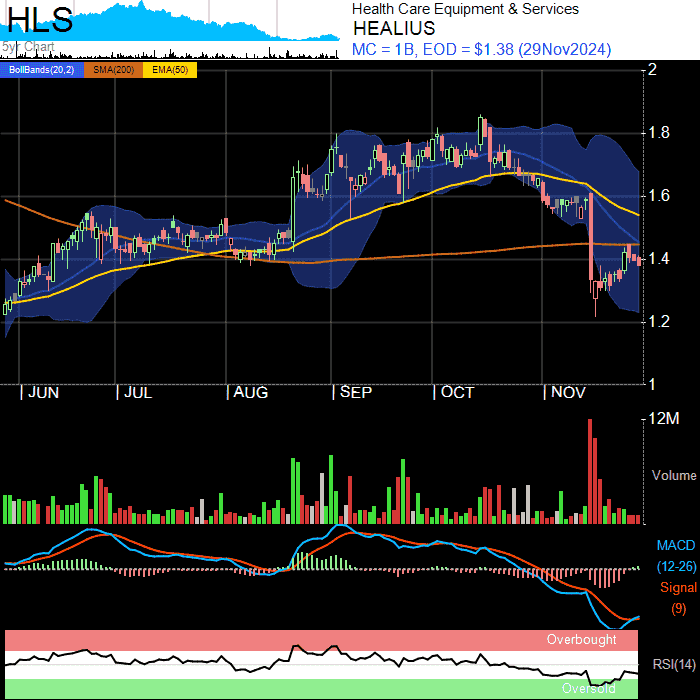 HLS
5yr Chart
Health Care Equipment & Services
HEALIUS
MC = 1B, EOD = $1.38 (29Nov2024)
BollBands(20,2) SMA(200) EMA(50)
2
1.8
1.6
1.4
1.2
1
| JUN | JUL | AUG | SEP | OCT | NOV
12M
Volume
MACD
(12-26)
Signal
(9)
Overbought
RSI(14)
Oversold